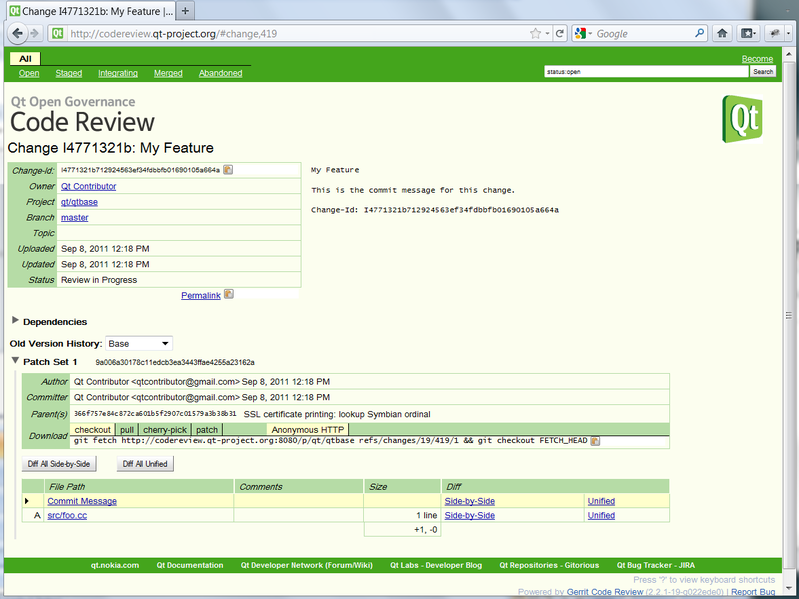 Change I4771321b: My Feature |...
http://codereview.qt-project.org/#change,419
Google
All
Become
Open Staged Integrating Merged Abandoned
status:open Search
Qt Open Governance
Code Review
Qt
Change I4771321b: My Feature
Change-Id: I4771321b712924563ef34fdbbfb01690105a664a
Owner Qt Contributor
Project qt/qtbase
Branch master
Topic
Uploaded Sep 8, 2011 12:18 PM
Updated Sep 8, 2011 12:18 PM
Status Review in Progress
Permalink
My Feature
This is the commit message for this change.
Change-Id: I4771321b712924563ef34fdbbfb01690105a664a
Dependencies
Old Version History: Base
Patch Set 1 9a006a30178c11edcb3ea3443ffae4255a23162a
Author Qt Contributor <qtcontributor@gmail.com> Sep 8, 2011 12:18 PM
Committer Qt Contributor <qtcontributor@gmail.com> Sep 8, 2011 12:18 PM
Parent(s) 366f757e84c872ca601b5f2907c01579a3b38b31 SSL certificate printing: lookup Symbian ordinal
Download checkout pull cherry-pick patch Anonymous HTTP
git fetch http://codereview.qt-project.org:8080/p/qt/qtbase refs/changes/19/419/1 && git checkout FETCH_HEAD
Diff All Side-by-Side Diff All Unified
File Path Comments Size Diff
Commit Message Side-by-Side Unified
A src/foo.cc 1 line Side-by-Side Unified
+1, -0
qt.nokia.com Qt Documentation Qt Developer Network (Forum/Wiki) Qt Labs - Developer Blog Qt Repositories - Gitorious Qt Bug Tracker - JIRA
Press '?' to view keyboard shortcuts
Powered by Gerrit Code Review (2.2.1-19-g022ede0) | Report Bug